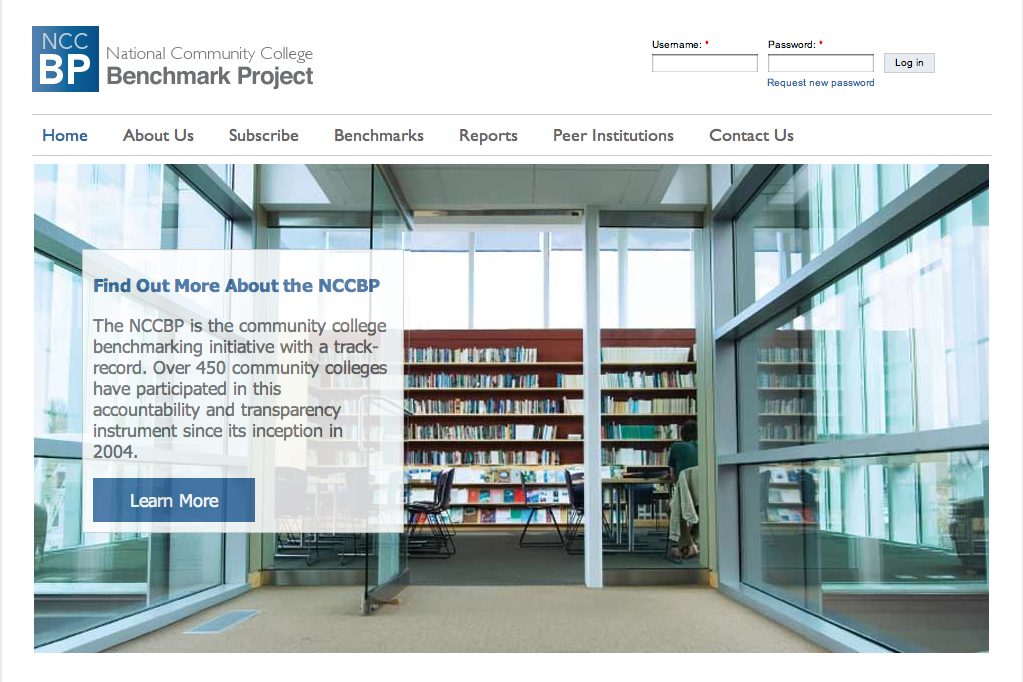 NCC
BP
National Community College
Benchmark Project
Username: *
Password: *
Log in
Request new password
Home About Us Subscribe Benchmarks Reports Peer Institutions Contact Us
Find Out More About the NCCBP
The NCCBP is the community college
benchmarking initiative with a track-
record. Over 450 community colleges
have participated in this
accountability and transparency
instrument since its inception in
2004.
Learn More